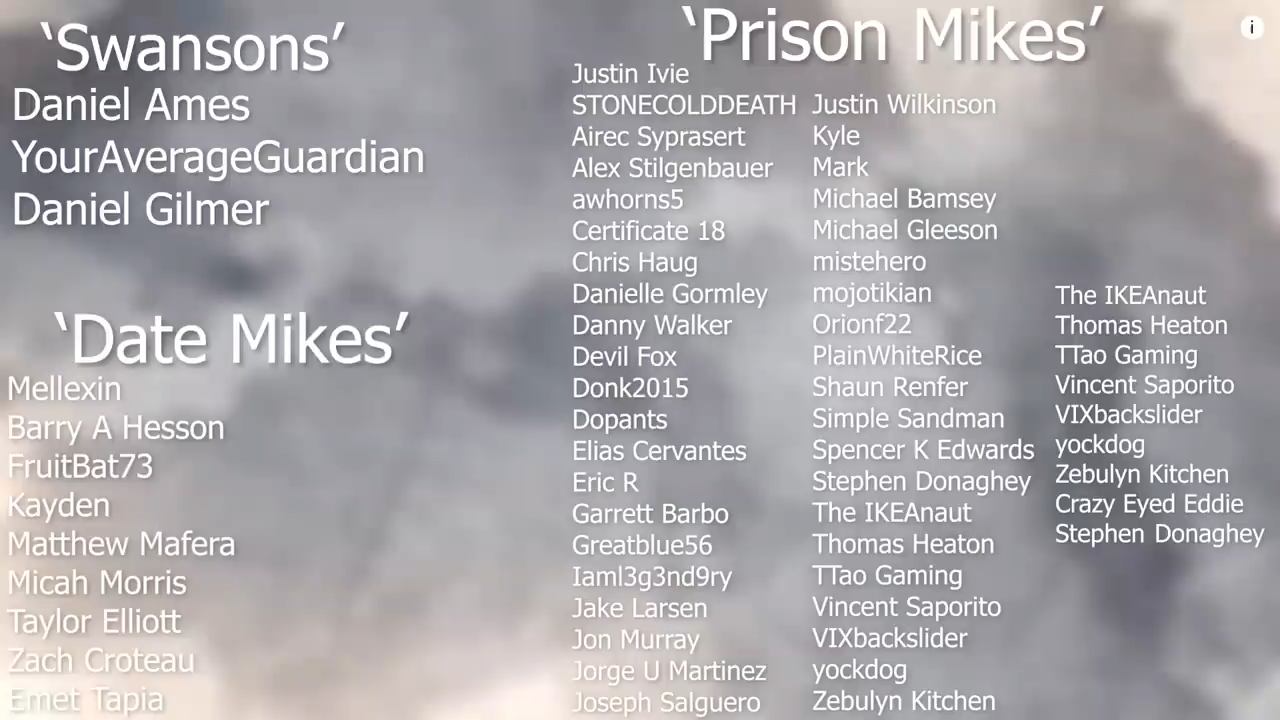 ‘Swansons’
Daniel Ames
YourAverageGuardian
Daniel Gilmer
‘Date Mikes’
Mellexin
Barry A Hesson
FruitBat73
Kayden
Matthew Mafera
Micah Morris
Taylor Elliott
Zach Croteau
Emet Tapia
‘Prison Mikes’
Justin Ivie
STONECOLDDEATH
Airec Syprasert
Alex Stilgenbauer
awhorns5
Certificate 18
Chris Haug
Danielle Gormley
Danny Walker
Devil Fox
Donk2015
Dopants
Elias Cervantes
Eric R
Garrett Barbo
Greatblue56
Iaml3g3nd9ry
Jake Larsen
Jon Murray
Jorge U Martinez
Joseph Salguero
Justin Wilkinson
Kyle
Mark
Michael Bamsey
Michael Gleeson
mistehero
mojotikian
Orionf22
PlainWhiteRice
Shaun Renfer
Simple Sandman
Spencer K Edwards
Stephen Donaghey
The IKEAnaut
Thomas Heaton
TTao Gaming
Vincent Saporito
VIXbackslider
yockdog
Zebulyn Kitchen
The IKEAnaut
Thomas Heaton
TTao Gaming
Vincent Saporito
VIXbackslider
yockdog
Zebulyn Kitchen
Crazy Eyed Eddie
Stephen Donaghey
i